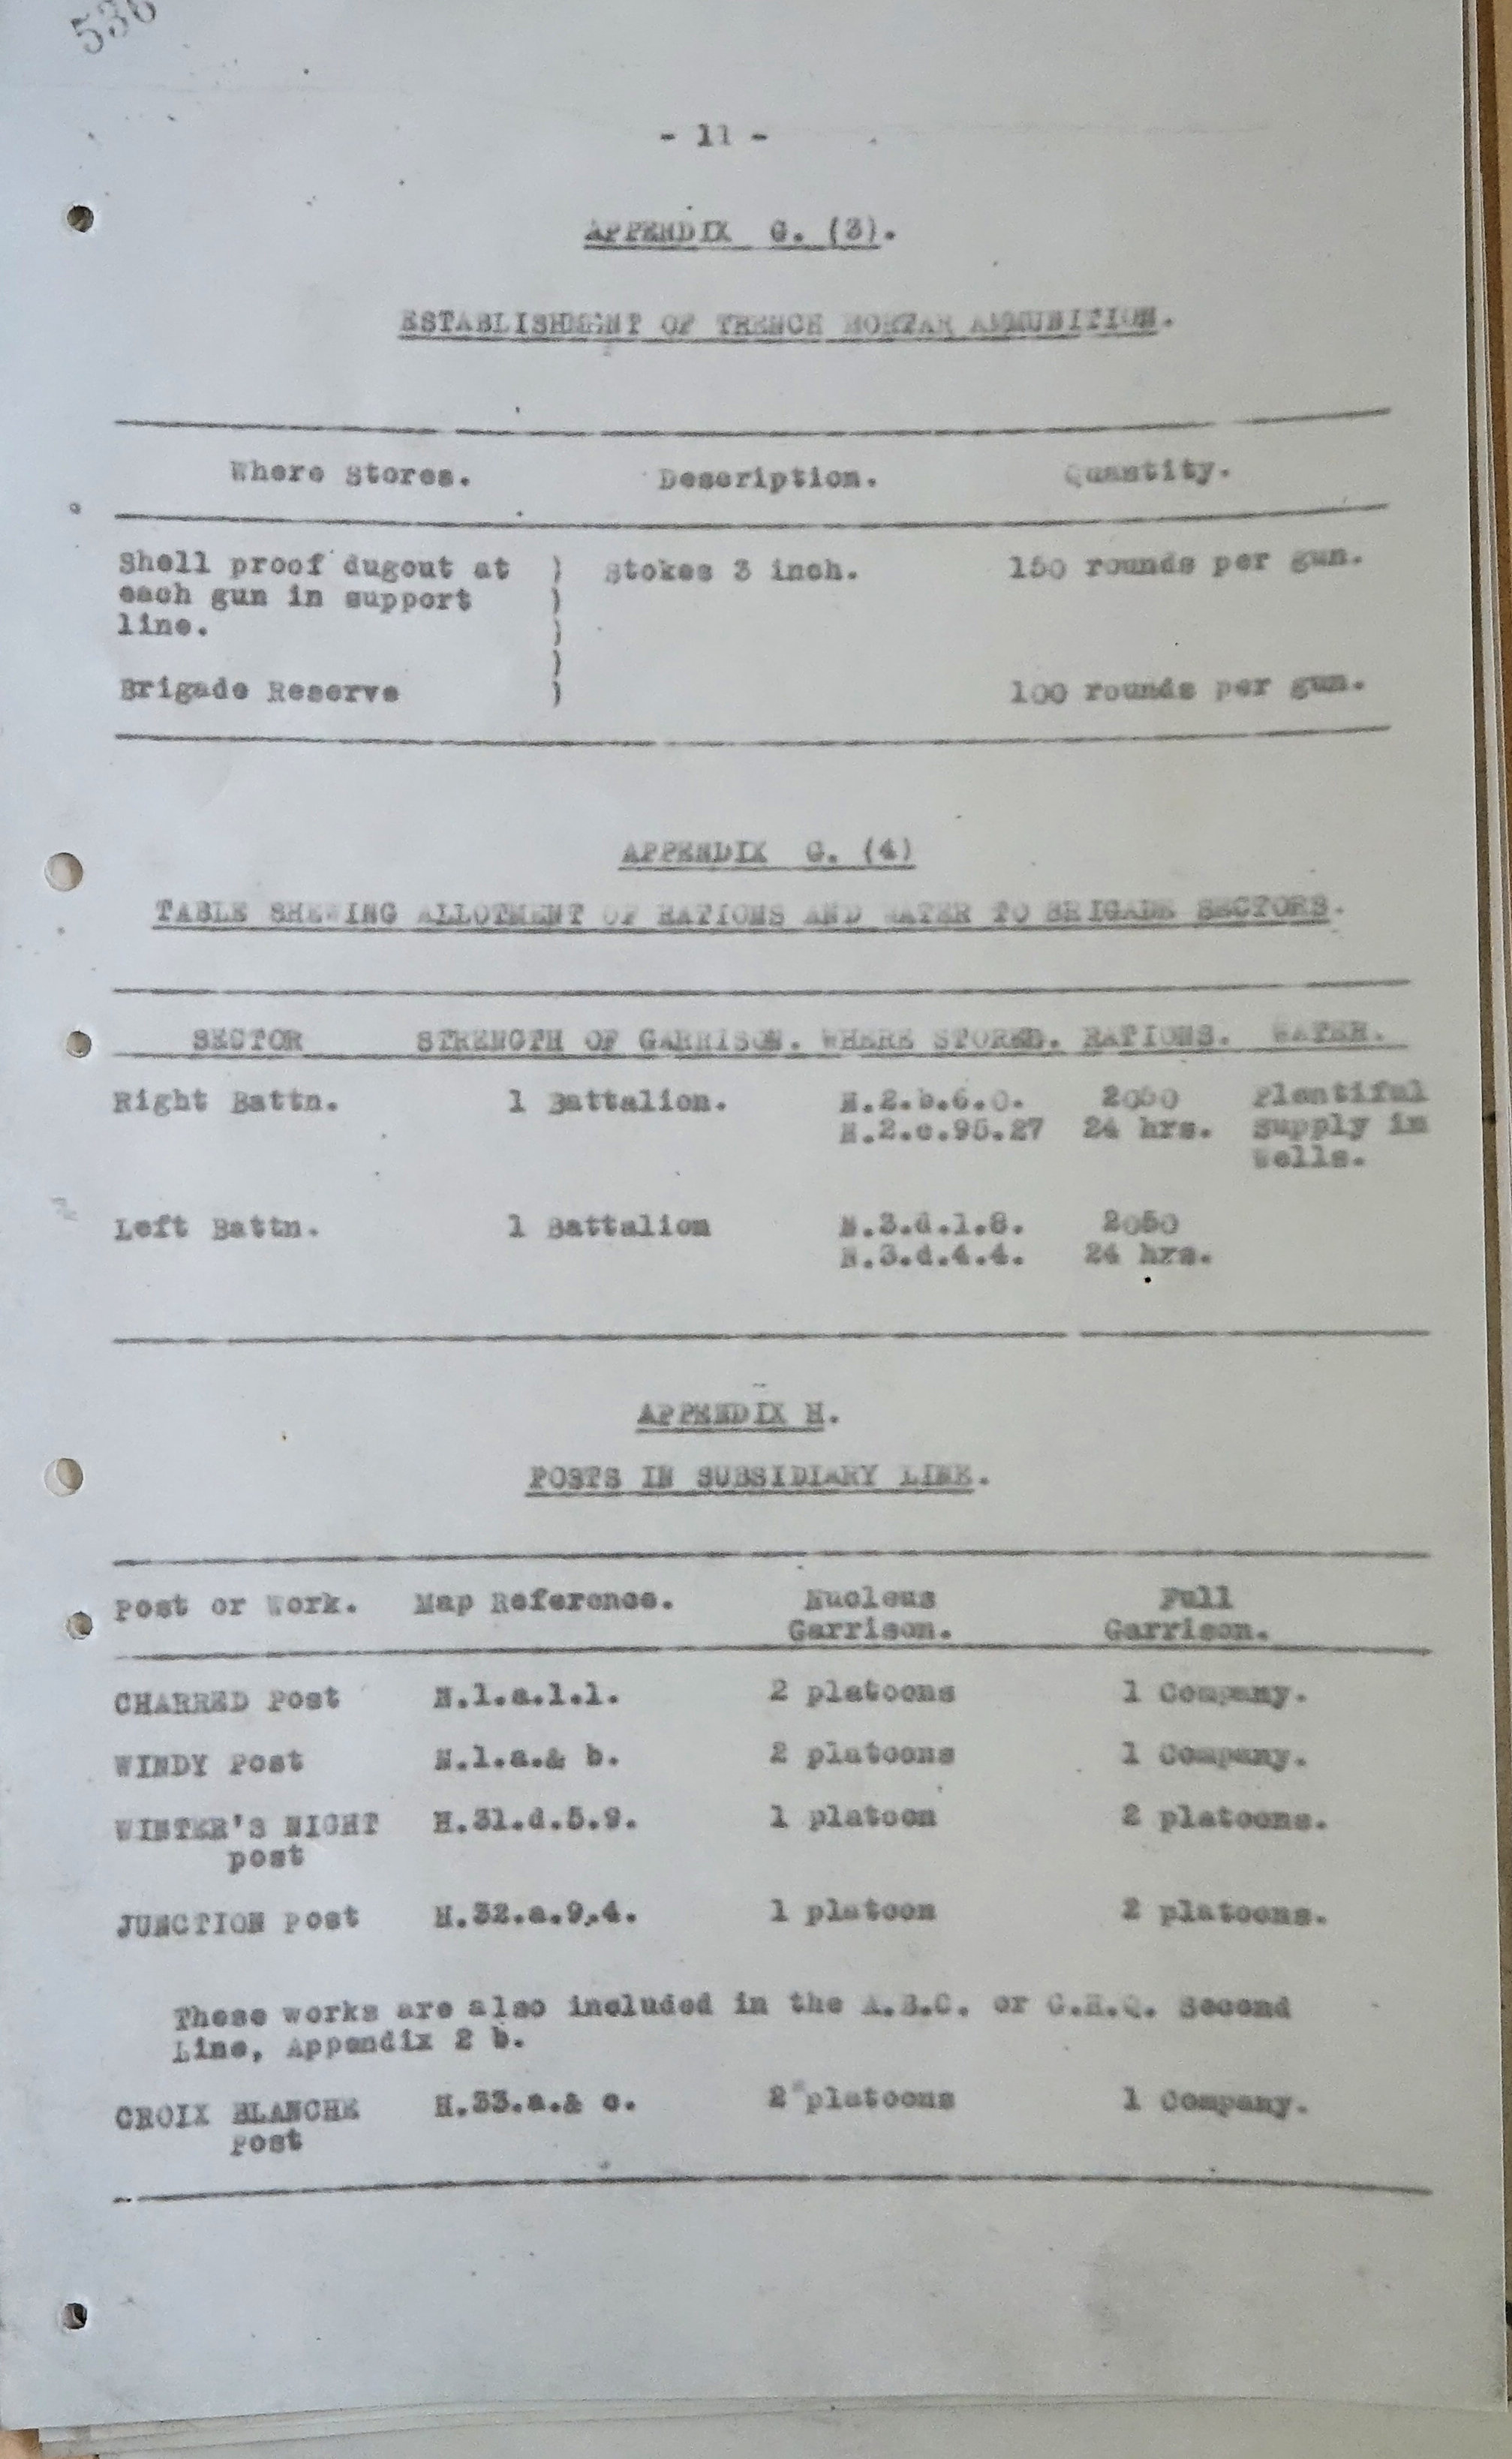 536
- 11 -
APPENDIX G. (3).
ESTABLISHMENT OF TRENCH MORTAR AMMUNITION.
Where Stores. Description. Quantity.
Shell proof dugout at ) Stokes 3 inch. 150 rounds per gun.
each gun in support )
line. )
)
Brigade Reserve ) 100 rounds per gun.
APPENDIX G. (4)
TABLE SHEWING ALLOTMENT OF RATIONS AND WATER TO BRIGADE SECTORS.
SECTOR STRENGTH OF GARRISON. WHERE STORED. RATIONS. WATER.
Right Battn. 1 Battalion. N.2.b.6.0. 2050 Plentiful
N.2.c.95.27 24 hrs. supply in
Wells.
Left Battn. 1 Battalion N.3.d.1.8. 2050
N.3.d.4.4. 24 hrs.
APPENDIX H.
POSTS IN SUBSIDIARY LINE.
Post or Work. Map Reference. Nucleus Full
Garrison. Garrison.
CHARRED Post N.1.a.1.1. 2 platoons 1 Company.
WINDY Post N.1.a.& b. 2 platoons 1 Company.
WINTER'S NIGHT H.31.d.5.9. 1 platoon 2 platoons.
post
JUNCTION Post H.32.a.9.4. 1 platoon 2 platoons.
These works are also included in the A.B.C. or G.H.Q. Second
Line, Appendix 2 b.
CROIX BLANCHE H.33.a.& c. 2 platoons 1 Company.
Post